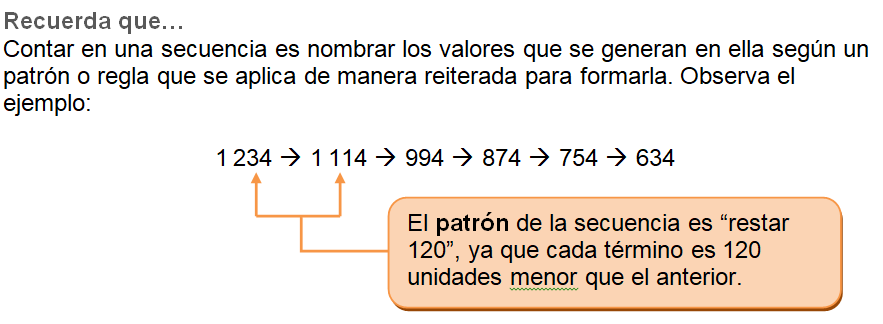 Recuerda que…
Contar en una secuencia es nombrar los valores que se generan en ella según un
patrón o regla que se aplica de manera reiterada para formarla. Observa el
ejemplo:
1 234 → 1 114 → 994 → 874 → 754 → 634
El patrón de la secuencia es “restar
120”, ya que cada término es 120
unidades menor que el anterior.